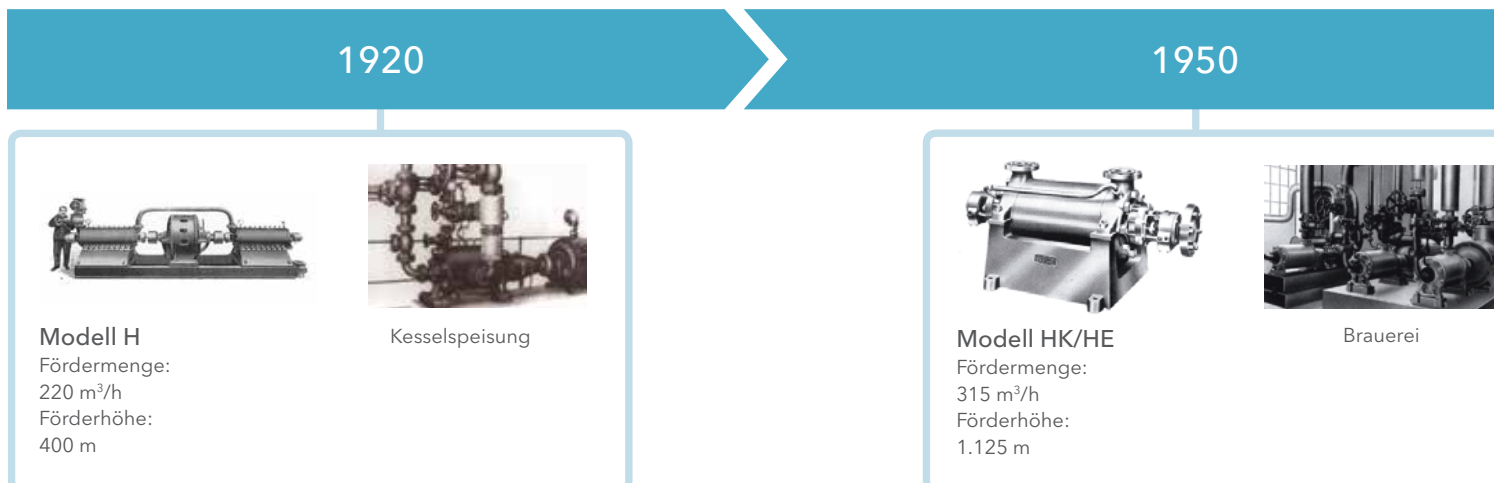 1920
1950
Modell H
Fördermenge:
220 m³/h
Förderhöhe:
400 m
Kesselspeisung
Modell HK/HE
Fördermenge:
315 m³/h
Förderhöhe:
1.125 m
Brauerei